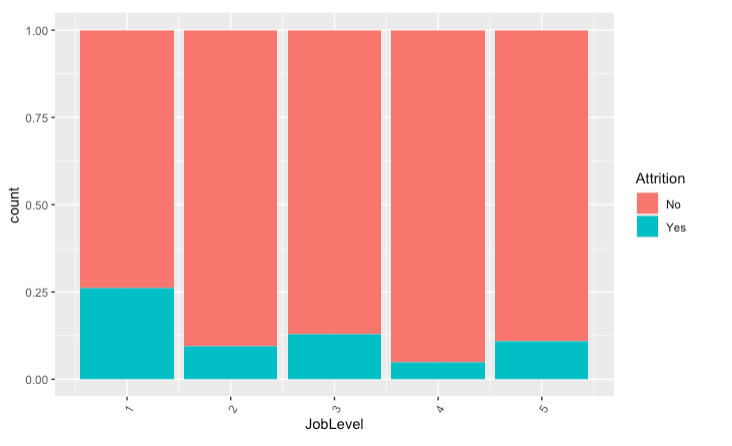 1.00
0.75
0.50
0.25
0.00
count
1
2
3
4
5
JobLevel
Attrition
No
Yes